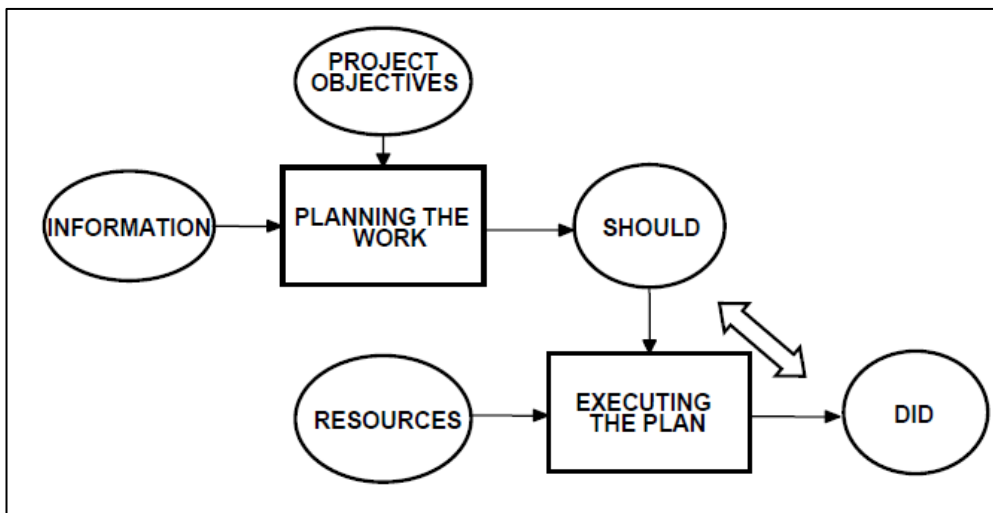 PROJECT
OBJECTIVES
INFORMATION
PLANNING THE
WORK
SHOULD
RESOURCES
EXECUTING
THE PLAN
DID